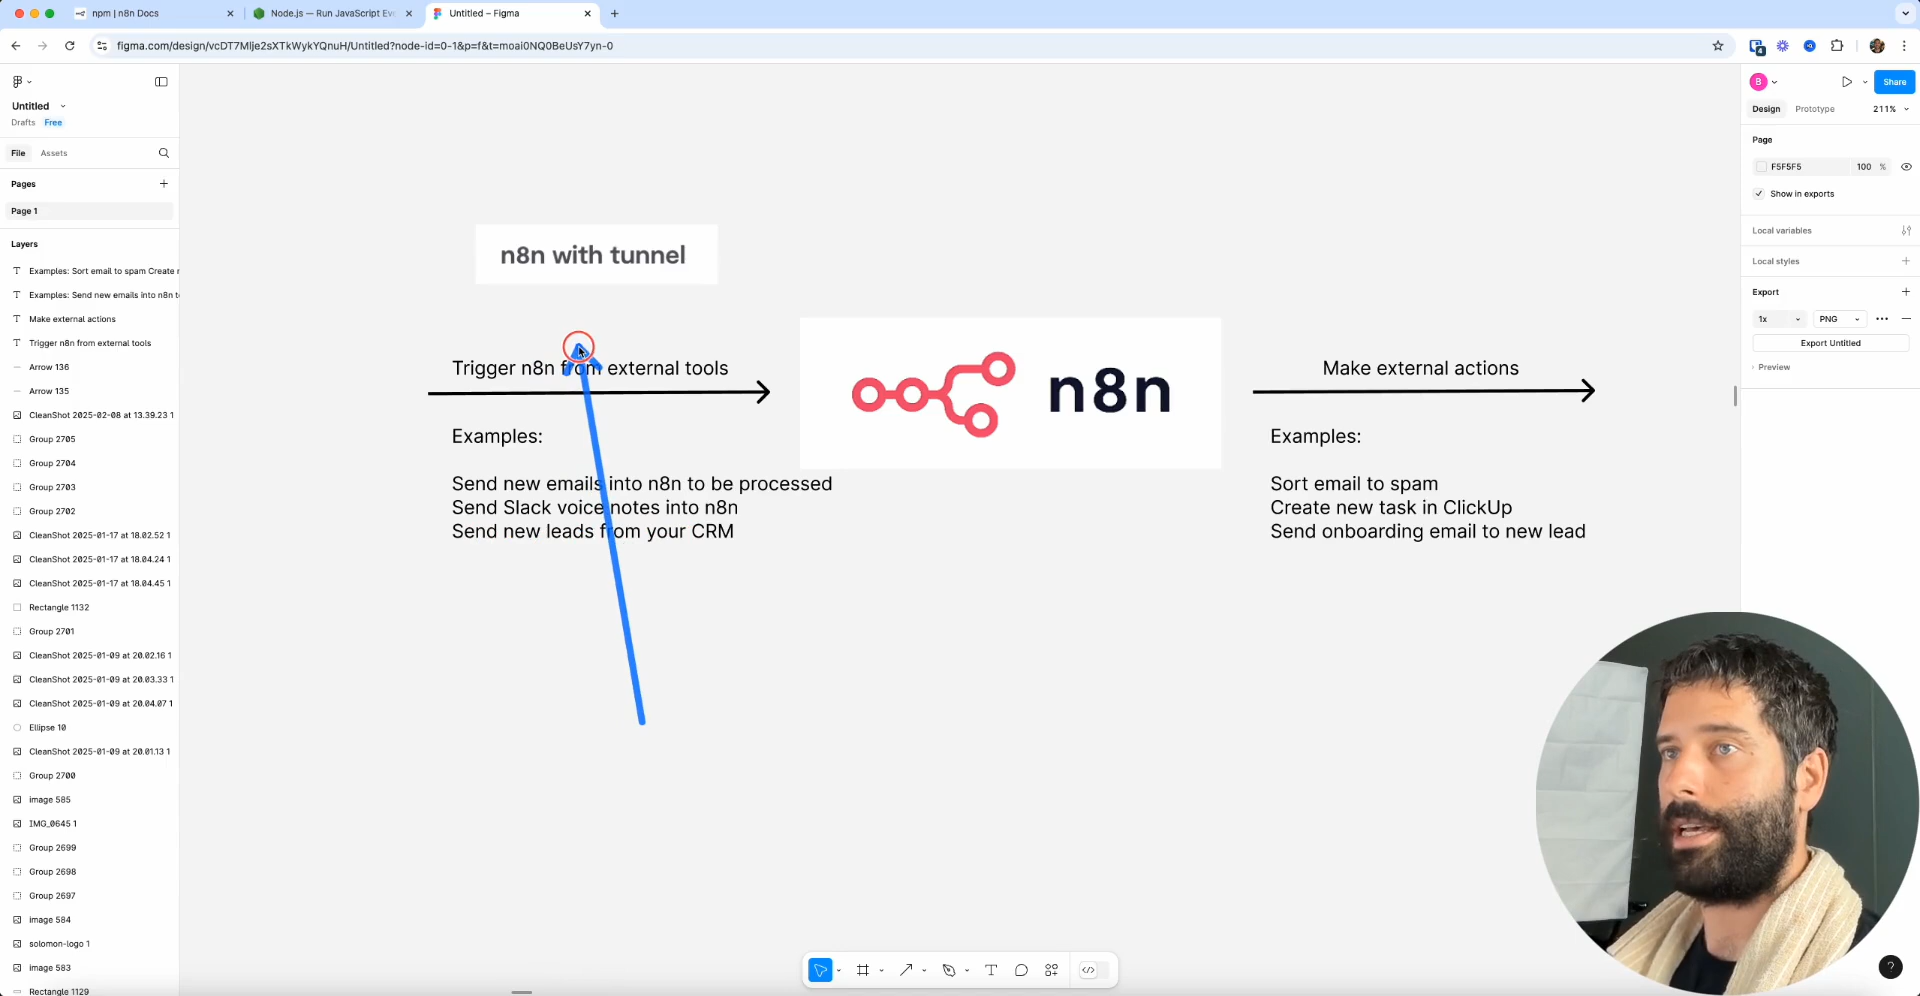 npm | n8n Docs
Node.js — Run JavaScript Eve
Untitled – Figma
figma.com/design/vcDT7Mlje2sXTkWykYQnuH/Untitled?node-id=0-1&p=f&t=moai0NQ0BeUsY7yn-0
4
Untitled
Drafts Free
File Assets
Pages
Page 1
Layers
Examples: Sort email to spam Create r
Examples: Send new emails into n8n t
Make external actions
Trigger n8n from external tools
Arrow 136
Arrow 135
CleanShot 2025-02-08 at 13.39.23 1
Group 2705
Group 2704
Group 2703
Group 2702
CleanShot 2025-01-17 at 18.02.52 1
CleanShot 2025-01-17 at 18.04.24 1
CleanShot 2025-01-17 at 18.04.45 1
Rectangle 1132
Group 2701
CleanShot 2025-01-09 at 20.02.16 1
CleanShot 2025-01-09 at 20.03.33 1
CleanShot 2025-01-09 at 20.04.07 1
Ellipse 10
CleanShot 2025-01-09 at 20.01.13 1
Group 2700
image 585
IMG_0645 1
Group 2699
Group 2698
Group 2697
image 584
solomon-logo 1
image 583
Rectangle 1129
n8n with tunnel
Trigger n8n from external tools
Examples:
Send new emails into n8n to be processed
Send Slack voice notes into n8n
Send new leads from your CRM
n8n
Make external actions
Examples:
Sort email to spam
Create new task in ClickUp
Send onboarding email to new lead
B
Share
Design Prototype 211%
Page
F5F5F5 100 %
Show in exports
Local variables
Local styles
Export
1x PNG
Export Untitled
Preview
?